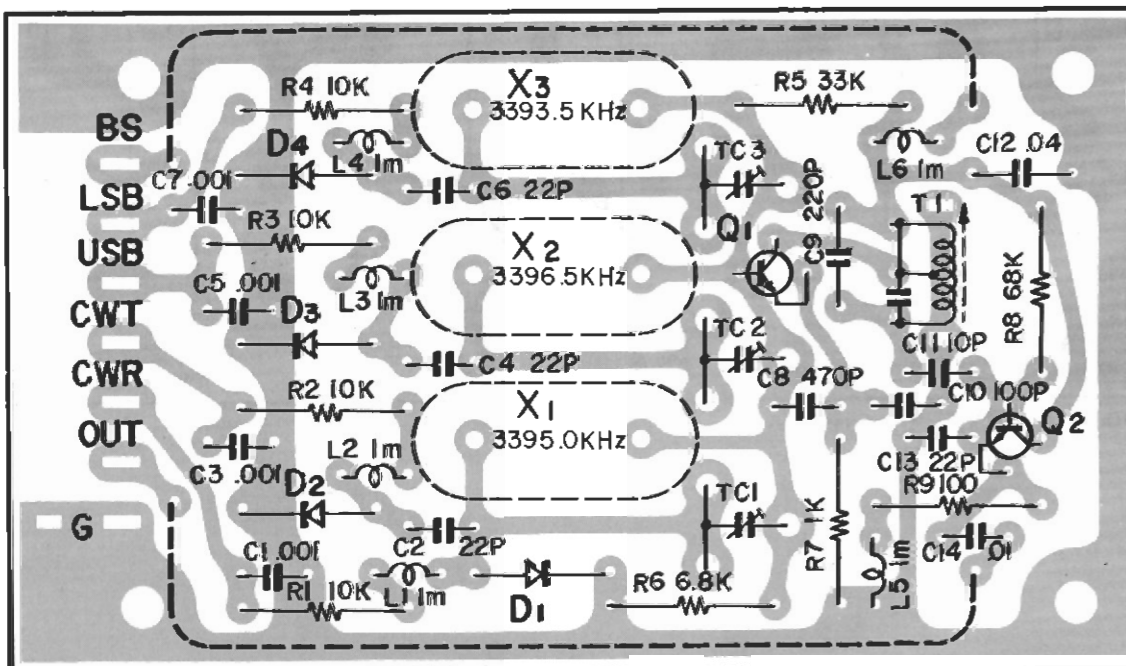 BS
LSB
USB
CWT
CWR
OUT
G
R4 10K
X3
3393.5KHz
R5 33K
D4
L4 1m
C7 .001
C6 22P
TC3
L6 1m
C12 .04
R3 10K
X2
3396.5KHz
Q1
C9 220P
T1
R8 6.8K
L3 1m
C5 .001
D3
C4 22P
TC2
C8 470P
C11 10P
C10 100P
R2 10K
X1
3395.0KHz
Q2
C3 .001
L2 1m
D2
C13 22P
R9 100
C14 .01
TC1
R7 1K
L5 1m
C2 22P
C1 .001
R1 10K
L1 1m
D1
R6 6.8K